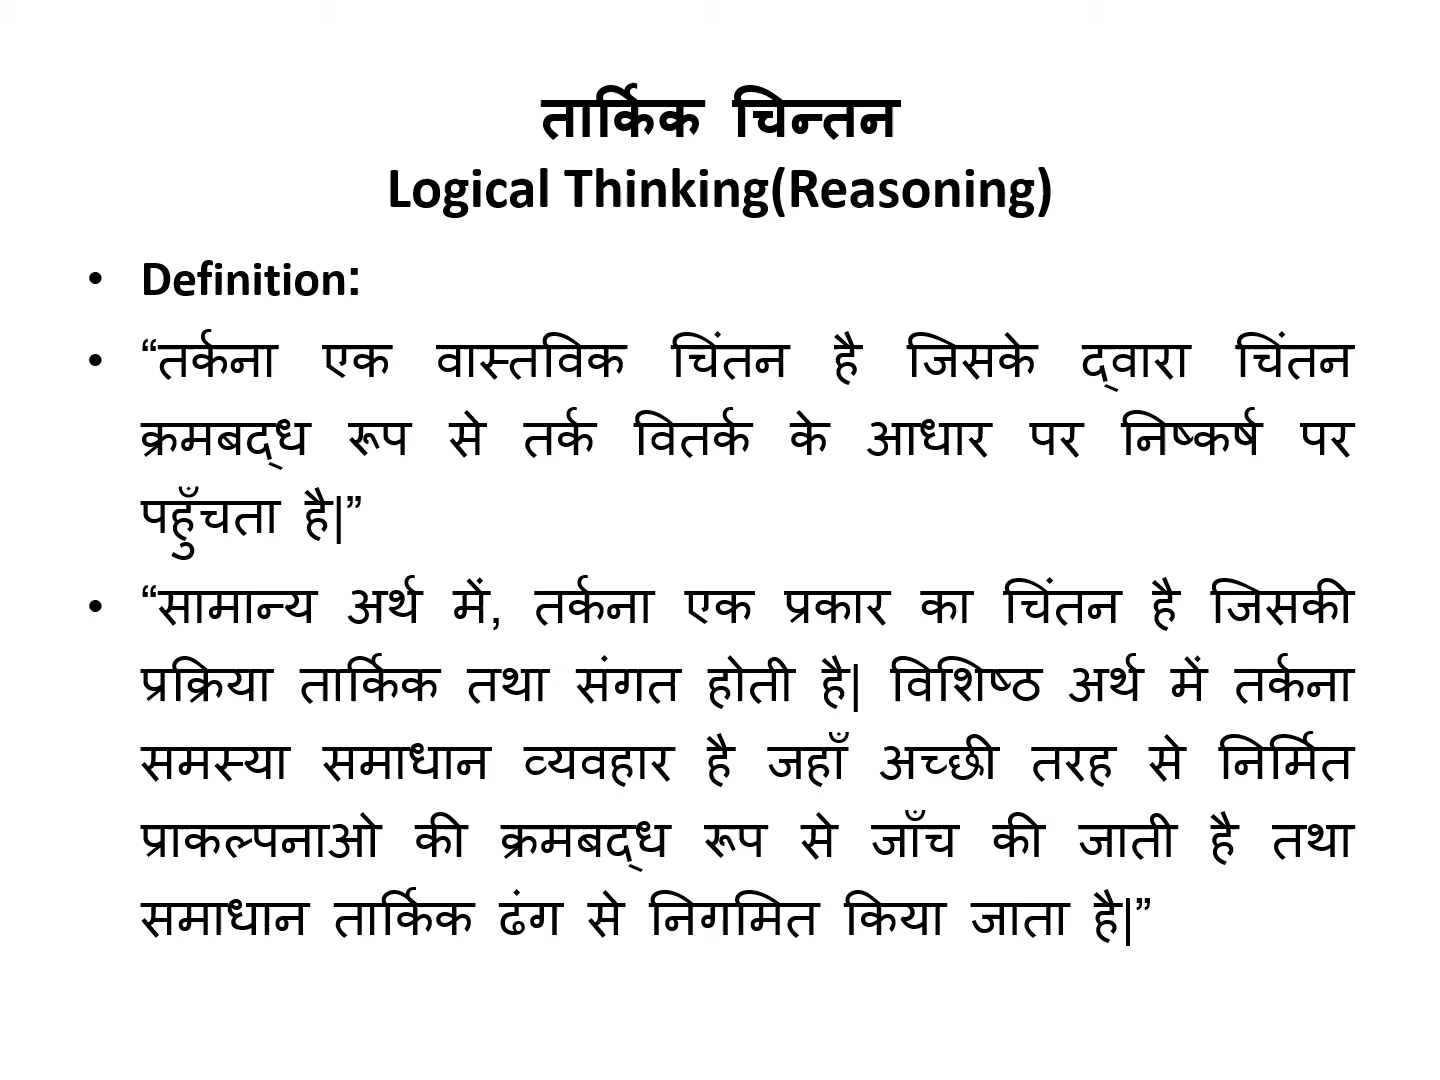 तार्किक चिन्तन
Logical Thinking(Reasoning)
• Definition:
• “तर्कना एक वास्तविक चिंतन है जिसके द्वारा चिंतन
क्रमबद्ध रूप से तर्क वितर्क के आधार पर निष्कर्ष पर
पहुँचता है|”
• “सामान्य अर्थ में, तर्कना एक प्रकार का चिंतन है जिसकी
प्रक्रिया तार्किक तथा संगत होती है| विशिष्ठ अर्थ में तर्कना
समस्या समाधान व्यवहार है जहाँ अच्छी तरह से निर्मित
प्राकल्पनाओ की क्रमबद्ध रूप से जाँच की जाती है तथा
समाधान तार्किक ढंग से निगमित किया जाता है|”